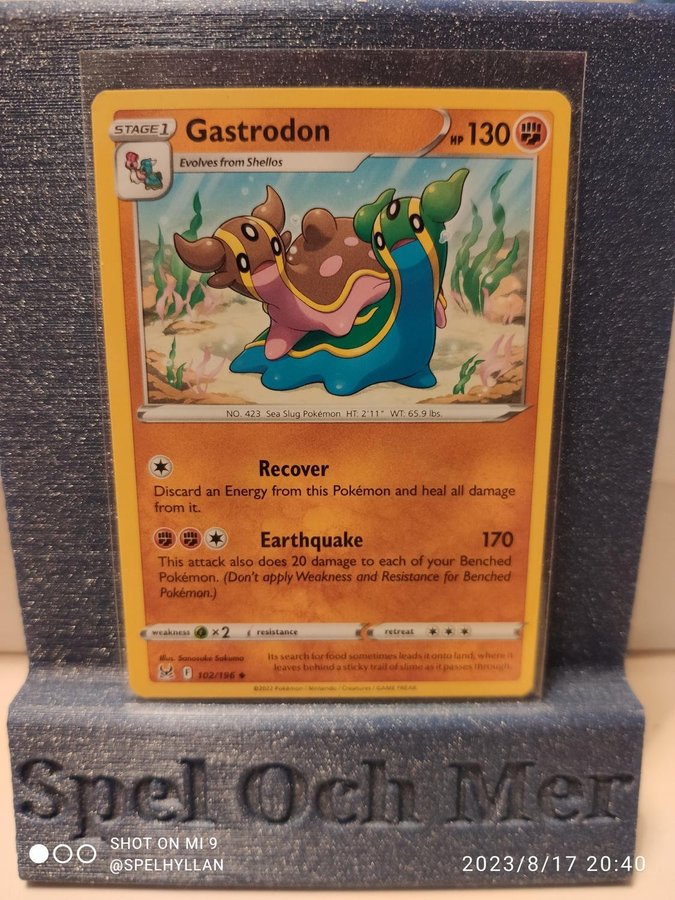 STAGE 1
Gastrodon
HP 130
Evolves from Shellos
NO. 423 Sea Slug Pokémon HT: 2'11" WT: 65.9 lbs.
Recover
Discard an Energy from this Pokémon and heal all damage
from it.
Earthquake 170
This attack also does 20 damage to each of your Benched
Pokémon. (Don't apply Weakness and Resistance for Benched
Pokémon.)
weakness ×2 resistance retreat
Illus. Sanosuke Sakuma
Its search for food sometimes leads it onto land, where it
leaves behind a sticky trail of slime as it passes through.
F 102/196
©2022 Pokémon / Nintendo / Creatures / GAME FREAK
Spel Och Mer
SHOT ON MI 9
@SPELHYLLAN
2023/8/17 20:40